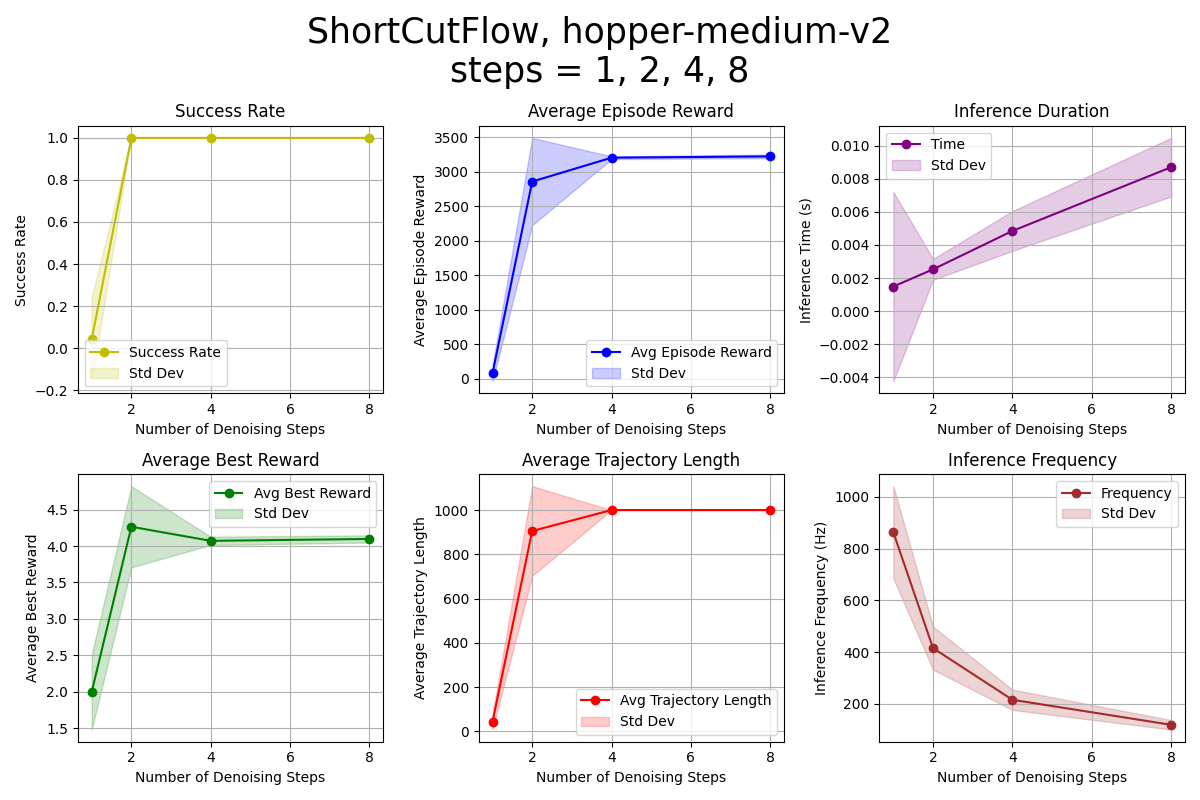 ShortCutFlow, hopper-medium-v2
steps = 1, 2, 4, 8
Success Rate
1.0
0.8
0.6
0.4
0.2
0.0
−0.2
Success Rate
Success Rate
Std Dev
2
4
6
8
Number of Denoising Steps
Average Episode Reward
3500
3000
2500
2000
1500
1000
500
0
Average Episode Reward
Avg Episode Reward
Std Dev
2
4
6
8
Number of Denoising Steps
Inference Duration
0.010
0.008
0.006
0.004
0.002
0.000
−0.002
−0.004
Inference Time (s)
Time
Std Dev
2
4
6
8
Number of Denoising Steps
Average Best Reward
4.5
4.0
3.5
3.0
2.5
2.0
1.5
Average Best Reward
Avg Best Reward
Std Dev
2
4
6
8
Number of Denoising Steps
Average Trajectory Length
1000
800
600
400
200
0
Average Trajectory Length
Avg Trajectory Length
Std Dev
2
4
6
8
Number of Denoising Steps
Inference Frequency
1000
800
600
400
200
Inference Frequency (Hz)
Frequency
Std Dev
2
4
6
8
Number of Denoising Steps